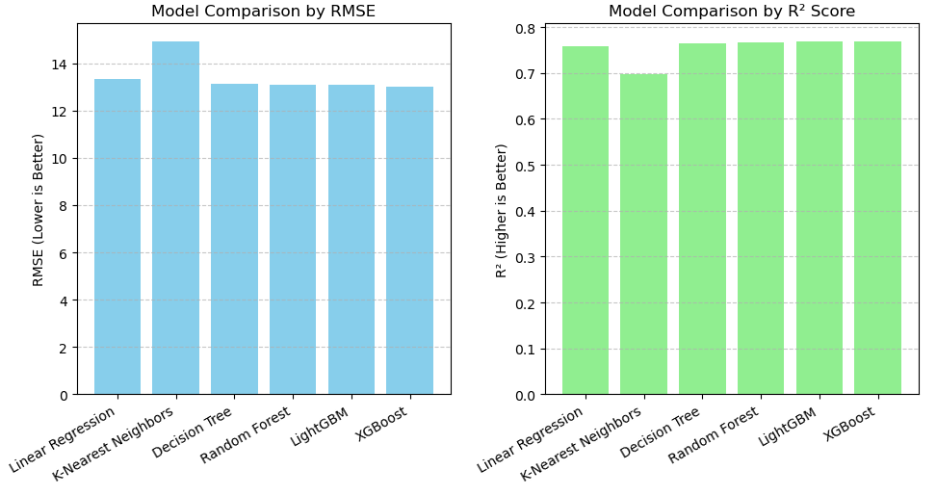 Model Comparison by RMSE
RMSE (Lower is Better)
14
12
10
8
6
4
2
0
Linear Regression
K-Nearest Neighbors
Decision Tree
Random Forest
LightGBM
XGBoost
Model Comparison by R² Score
R² (Higher is Better)
0.8
0.7
0.6
0.5
0.4
0.3
0.2
0.1
0.0
Linear Regression
K-Nearest Neighbors
Decision Tree
Random Forest
LightGBM
XGBoost